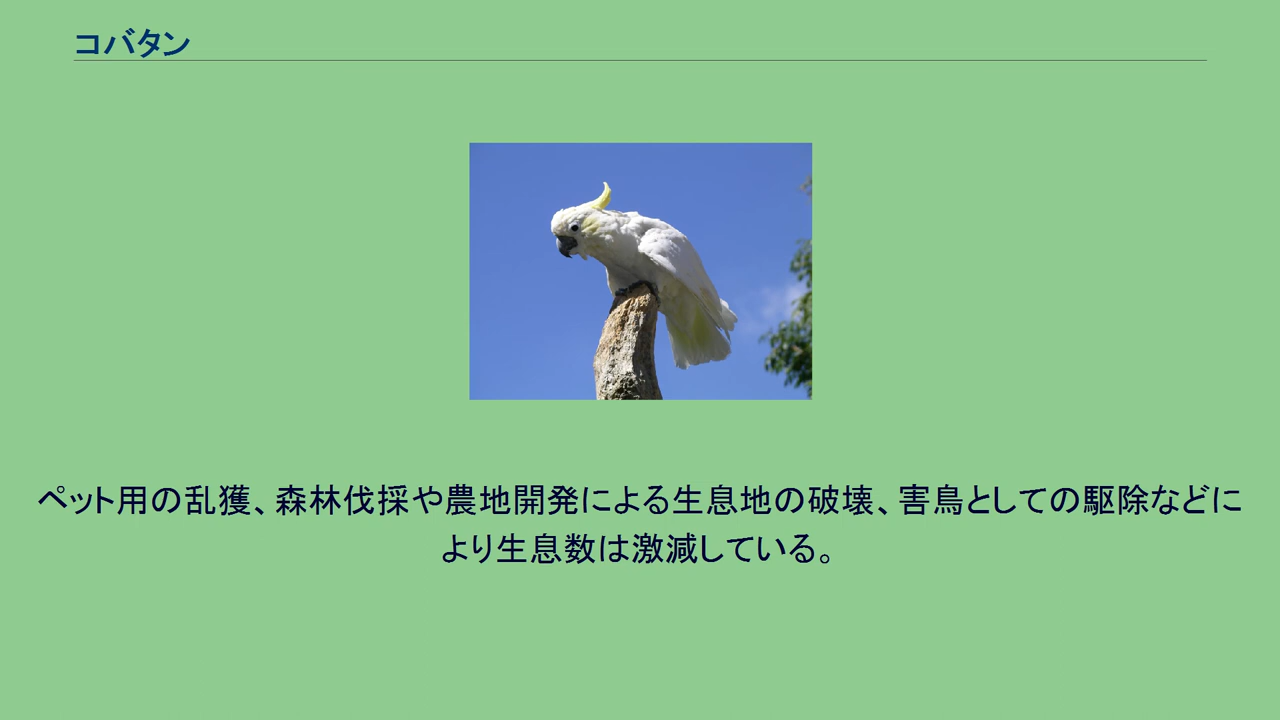 コバタン
ペット用の乱獲、森林伐採や農地開発による生息地の破壊、害鳥としての駆除などに
より生息数は激減している。